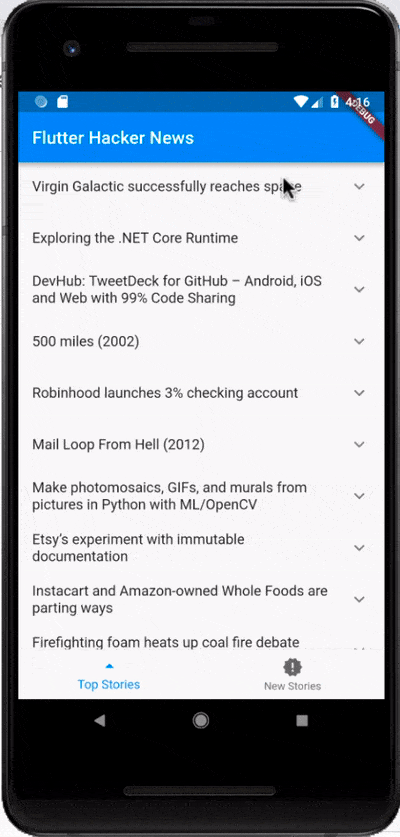 4:16
DEBUG
Flutter Hacker News
Virgin Galactic successfully reaches space
Exploring the .NET Core Runtime
DevHub: TweetDeck for GitHub – Android, iOS
and Web with 99% Code Sharing
500 miles (2002)
Robinhood launches 3% checking account
Mail Loop From Hell (2012)
Make photomosaics, GIFs, and murals from
pictures in Python with ML/OpenCV
Etsy's experiment with immutable
documentation
Instacart and Amazon-owned Whole Foods are
parting ways
Firefighting foam heats up coal fire debate
Top Stories
New Stories